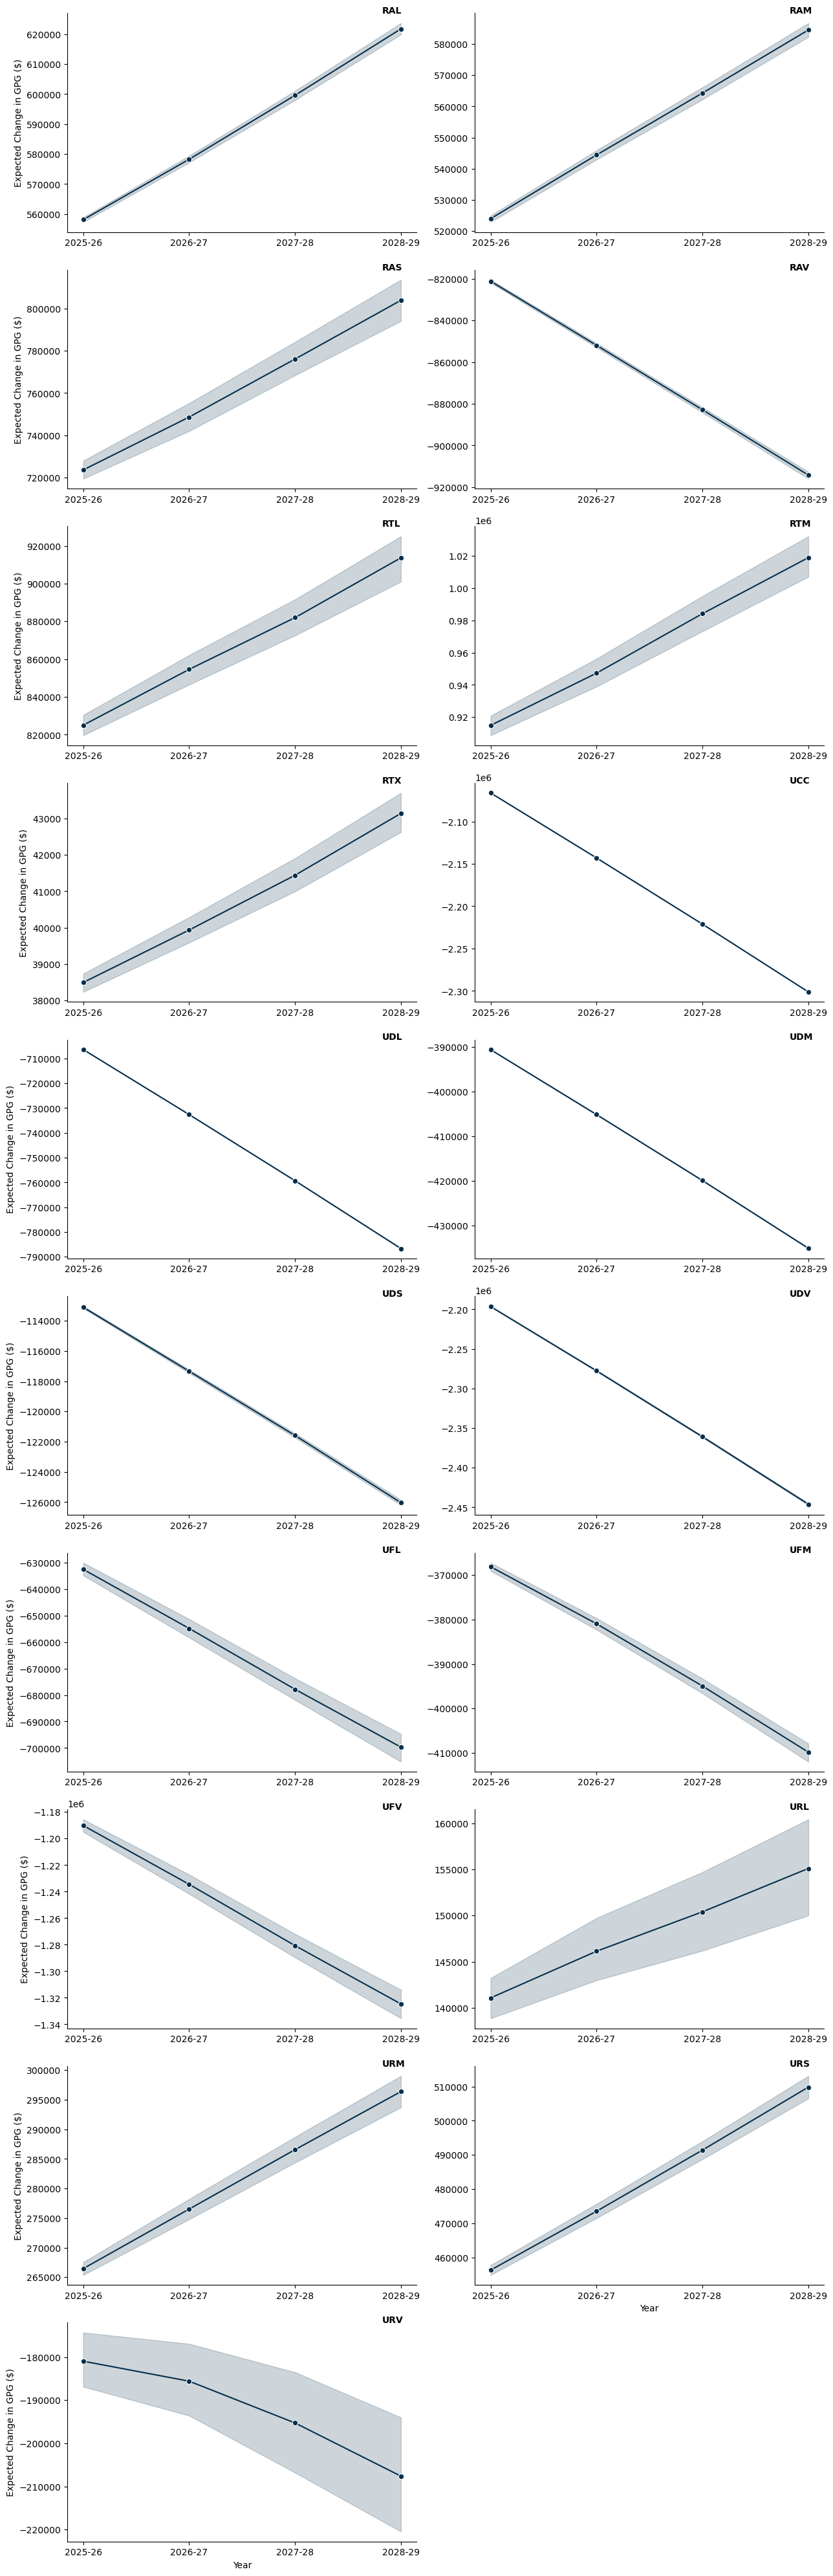 RAL
Expected Change in GPG ($)
620000
610000
600000
590000
580000
570000
560000
2025-26 2026-27 2027-28 2028-29
RAM
580000
570000
560000
550000
540000
530000
520000
2025-26 2026-27 2027-28 2028-29
RAS
Expected Change in GPG ($)
800000
780000
760000
740000
720000
2025-26 2026-27 2027-28 2028-29
RAV
−820000
−840000
−860000
−880000
−900000
−920000
2025-26 2026-27 2027-28 2028-29
RTL
Expected Change in GPG ($)
920000
900000
880000
860000
840000
820000
2025-26 2026-27 2027-28 2028-29
RTM
1e6
1.02
1.00
0.98
0.96
0.94
0.92
2025-26 2026-27 2027-28 2028-29
RTX
Expected Change in GPG ($)
43000
42000
41000
40000
39000
38000
2025-26 2026-27 2027-28 2028-29
UCC
1e6
−2.10
−2.15
−2.20
−2.25
−2.30
2025-26 2026-27 2027-28 2028-29
UDL
Expected Change in GPG ($)
−710000
−720000
−730000
−740000
−750000
−760000
−770000
−780000
−790000
2025-26 2026-27 2027-28 2028-29
UDM
−390000
−400000
−410000
−420000
−430000
2025-26 2026-27 2027-28 2028-29
UDS
Expected Change in GPG ($)
−114000
−116000
−118000
−120000
−122000
−124000
−126000
2025-26 2026-27 2027-28 2028-29
UDV
1e6
−2.20
−2.25
−2.30
−2.35
−2.40
−2.45
2025-26 2026-27 2027-28 2028-29
UFL
Expected Change in GPG ($)
−630000
−640000
−650000
−660000
−670000
−680000
−690000
−700000
2025-26 2026-27 2027-28 2028-29
UFM
−370000
−380000
−390000
−400000
−410000
2025-26 2026-27 2027-28 2028-29
UFV
1e6
Expected Change in GPG ($)
−1.18
−1.20
−1.22
−1.24
−1.26
−1.28
−1.30
−1.32
−1.34
2025-26 2026-27 2027-28 2028-29
URL
160000
155000
150000
145000
140000
2025-26 2026-27 2027-28 2028-29
URM
Expected Change in GPG ($)
300000
295000
290000
285000
280000
275000
270000
265000
2025-26 2026-27 2027-28 2028-29
URS
510000
500000
490000
480000
470000
460000
2025-26 2026-27 2027-28 2028-29
Year
URV
Expected Change in GPG ($)
−180000
−190000
−200000
−210000
−220000
2025-26 2026-27 2027-28 2028-29
Year